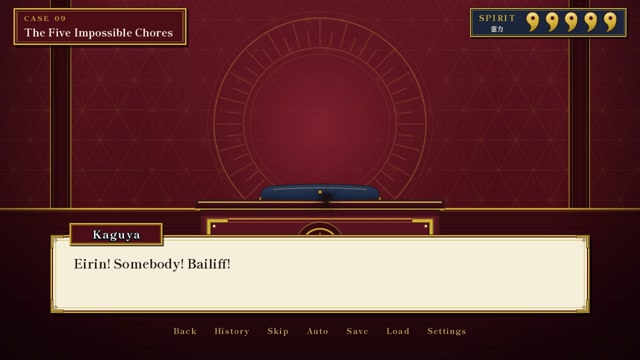 CASE 09
The Five Impossible Chores
SPIRIT
霊力
Kaguya
Eirin! Somebody! Bailiff!
Back History Skip Auto Save Load Settings